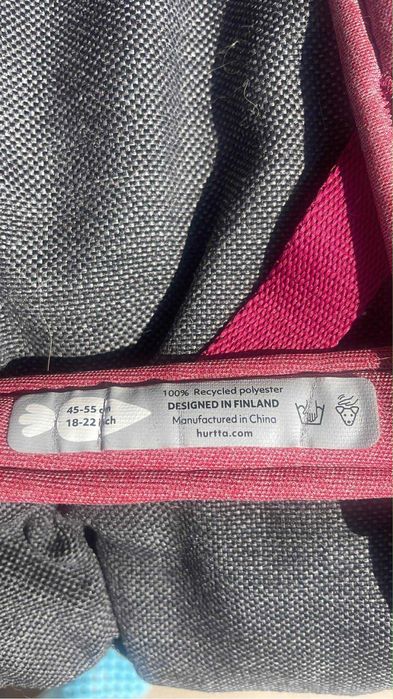 45-55 cm
18-22 inch
100% Recycled polyester
DESIGNED IN FINLAND
Manufactured in China
hurtta.com